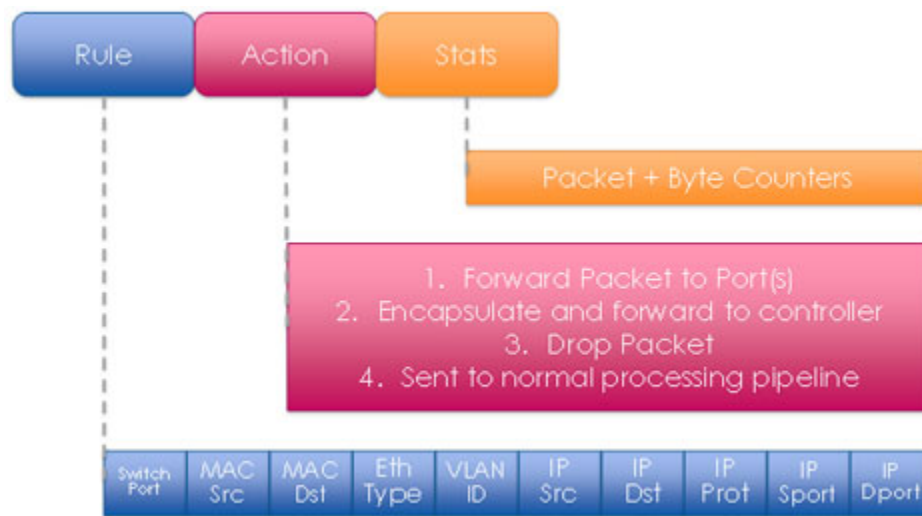 Rule Action Stats
Packet + Byte Counters
1. Forward Packet to Port(s)
2. Encapsulate and forward to controller
3. Drop Packet
4. Sent to normal processing pipeline
Switch Port
MAC Src
MAC Dst
Eth Type
VLAN ID
IP Src
IP Dst
IP Prot
IP Sport
IP Dport